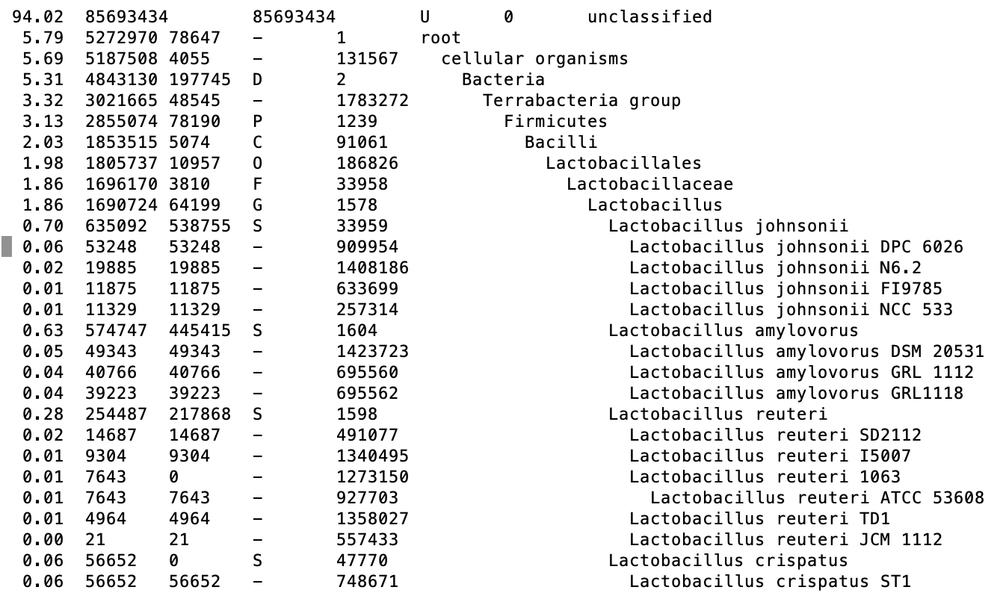 94.02 85693434 85693434 U 0 unclassified
5.79 5272970 78647 - 1 root
5.69 5187508 4055 - 131567 cellular organisms
5.31 4843130 197745 D 2 Bacteria
3.32 3021665 48545 - 1783272 Terrabacteria group
3.13 2855074 78190 P 1239 Firmicutes
2.03 1853515 5074 C 91061 Bacilli
1.98 1805737 10957 O 186826 Lactobacillales
1.86 1696170 3810 F 33958 Lactobacillaceae
1.86 1690724 64199 G 1578 Lactobacillus
0.70 635092 538755 S 33959 Lactobacillus johnsonii
0.06 53248 53248 - 909954 Lactobacillus johnsonii DPC 6026
0.02 19885 19885 - 1408186 Lactobacillus johnsonii N6.2
0.01 11875 11875 - 633699 Lactobacillus johnsonii FI9785
0.01 11329 11329 - 257314 Lactobacillus johnsonii NCC 533
0.63 574747 445415 S 1604 Lactobacillus amylovorus
0.05 49343 49343 - 1423723 Lactobacillus amylovorus DSM 20531
0.04 40766 40766 - 695560 Lactobacillus amylovorus GRL 1112
0.04 39223 39223 - 695562 Lactobacillus amylovorus GRL1118
0.28 254487 217868 S 1598 Lactobacillus reuteri
0.02 14687 14687 - 491077 Lactobacillus reuteri SD2112
0.01 9304 9304 - 1340495 Lactobacillus reuteri I5007
0.01 7643 0 - 1273150 Lactobacillus reuteri 1063
0.01 7643 7643 - 927703 Lactobacillus reuteri ATCC 53608
0.01 4964 4964 - 1358027 Lactobacillus reuteri TD1
0.00 21 21 - 557433 Lactobacillus reuteri JCM 1112
0.06 56652 0 S 47770 Lactobacillus crispatus
0.06 56652 56652 - 748671 Lactobacillus crispatus ST1